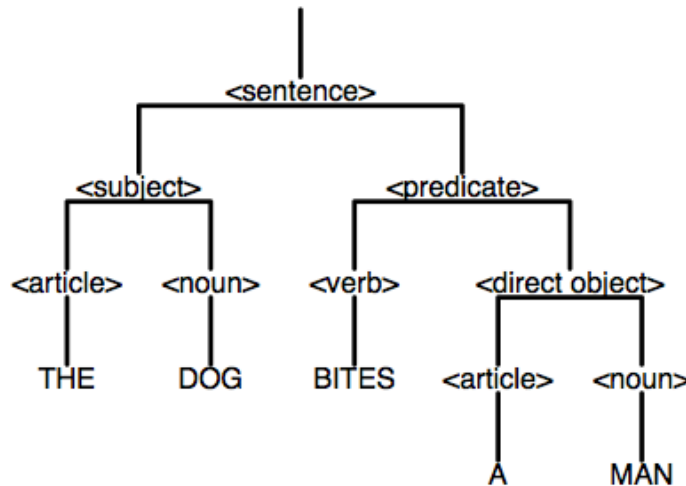 <sentence>
<subject> <predicate>
<article> <noun> <verb> <direct object>
THE DOG BITES <article> <noun>
A MAN